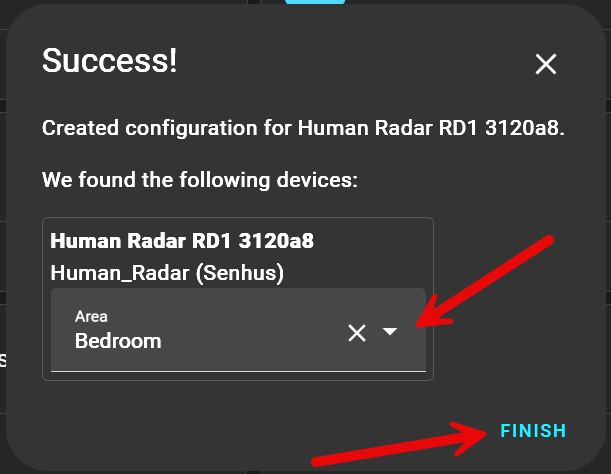 Success!
Created configuration for Human Radar RD1 3120a8.
We found the following devices:
Human Radar RD1 3120a8
Human_Radar (Senhus)
Area
Bedroom
FINISH